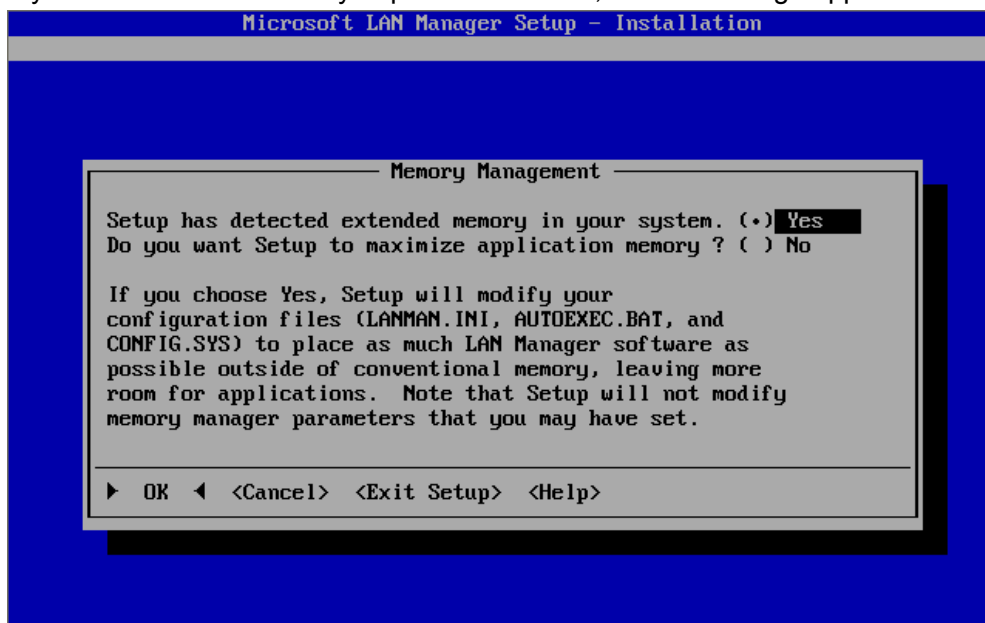 Microsoft LAN Manager Setup - Installation
Memory Management
Setup has detected extended memory in your system. (•) Yes
Do you want Setup to maximize application memory ? ( ) No
If you choose Yes, Setup will modify your
configuration files (LANMAN.INI, AUTOEXEC.BAT, and
CONFIG.SYS) to place as much LAN Manager software as
possible outside of conventional memory, leaving more
room for applications.  Note that Setup will not modify
memory manager parameters that you may have set.
► OK ◄ <Cancel> <Exit Setup> <Help>